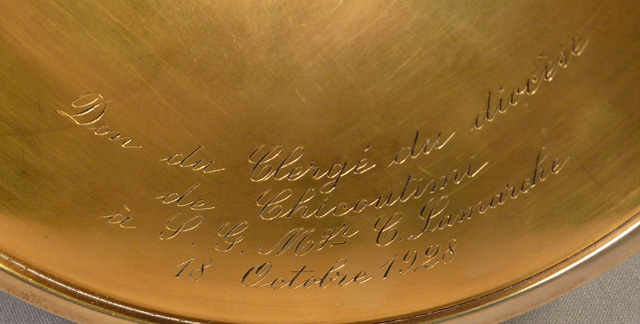 Don du Clergé du diocèse
de Chicoutimi
à S. G. Mgr C. Lamarche
18 Octobre 1928